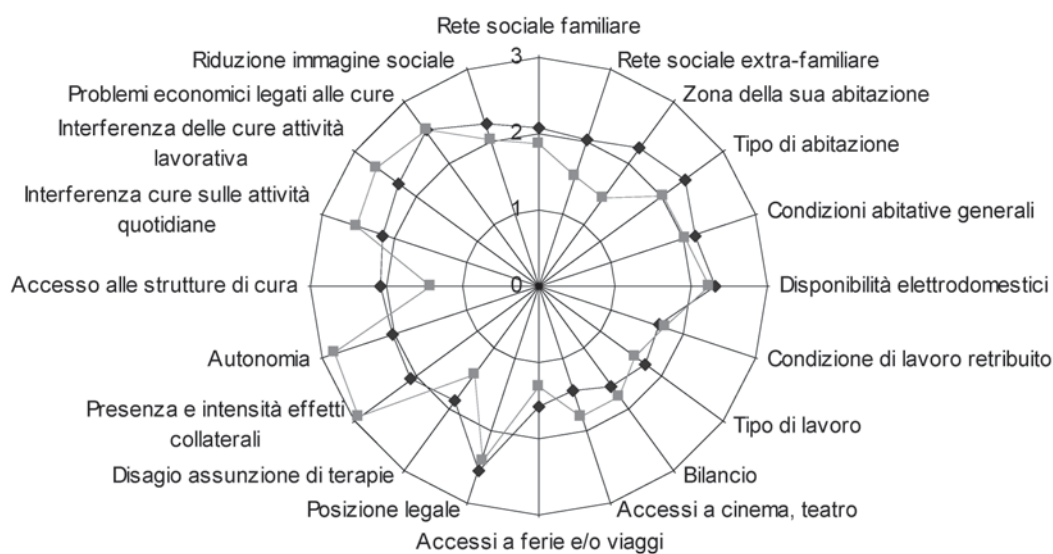 Rete sociale familiare
3
Rete sociale extra-familiare
Zona della sua abitazione
Tipo di abitazione
Condizioni abitative generali
Disponibilità elettrodomestici
Condizione di lavoro retribuito
Tipo di lavoro
Bilancio
Accessi a cinema, teatro
Accessi a ferie e/o viaggi
Posizione legale
Disagio assunzione di terapie
Presenza e intensità effetti
collaterali
Autonomia
Accesso alle strutture di cura
Interferenza cure sulle attività
quotidiane
Interferenza delle cure attività
lavorativa
Problemi economici legati alle cure
Riduzione immagine sociale
2
1
0